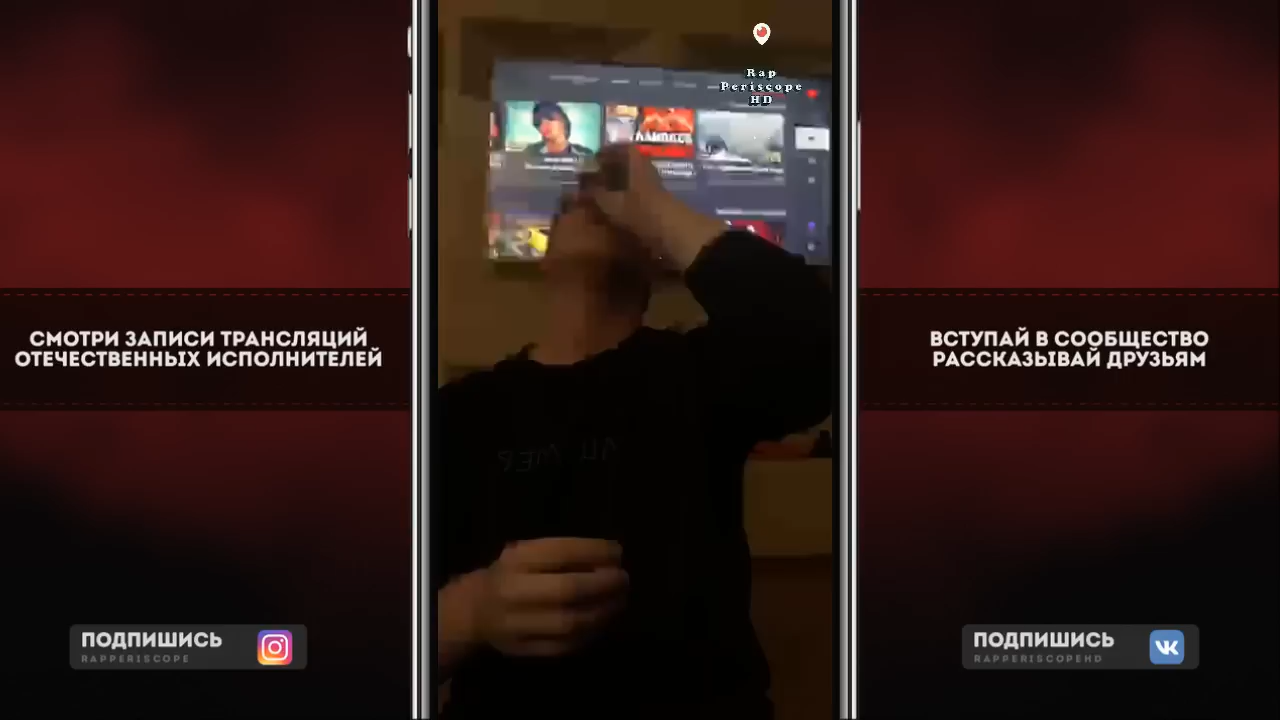 Rap
Periscope
HD
СМОТРИ ЗАПИСИ ТРАНСЛЯЦИЙ
ОТЕЧЕСТВЕННЫХ ИСПОЛНИТЕЛЕЙ
ВСТУПАЙ В СООБЩЕСТВО
РАССКАЗЫВАЙ ДРУЗЬЯМ
ПОДПИШИСЬ
RAPPERISCOPE
ПОДПИШИСЬ
RAPPERISCOPEHD